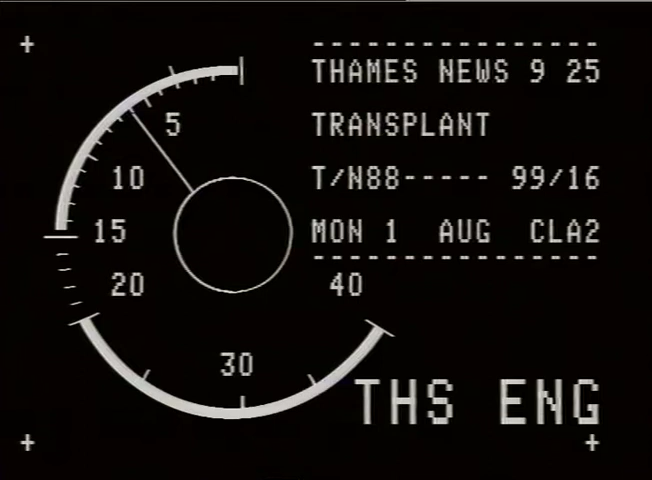 THAMES NEWS 9 25
TRANSPLANT
T/N88----- 99/16
MON 1 AUG CLA2
5
10
15
20
30
40
THS ENG